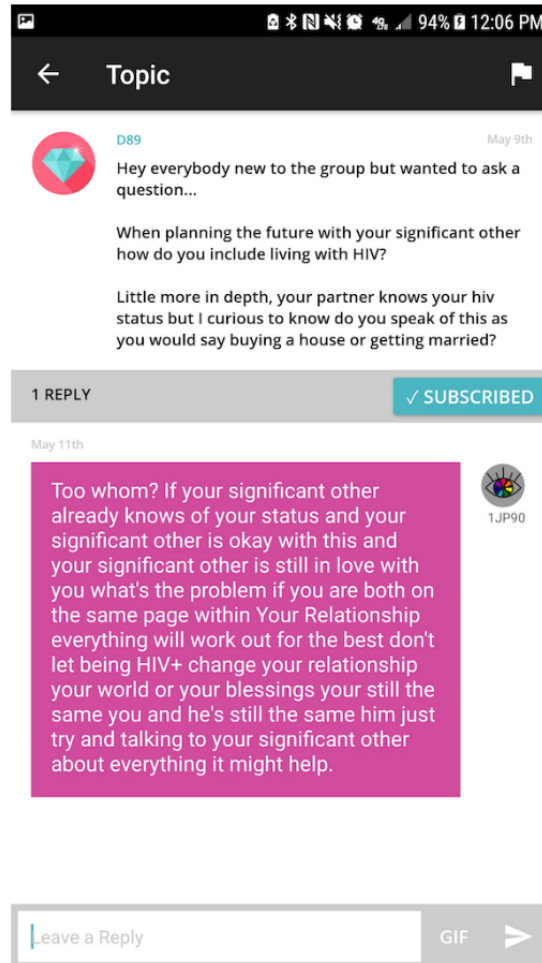 94% 12:06 PM
Topic
D89
May 9th
Hey everybody new to the group but wanted to ask a
question...
When planning the future with your significant other
how do you include living with HIV?
Little more in depth, your partner knows your hiv
status but I curious to know do you speak of this as
you would say buying a house or getting married?
1 REPLY
✓ SUBSCRIBED
May 11th
Too whom? If your significant other
already knows of your status and your
significant other is okay with this and
your significant other is still in love with
you what's the problem if you are both on
the same page within Your Relationship
everything will work out for the best don't
let being HIV+ change your relationship
your world or your blessings your still the
same you and he's still the same him just
try and talking to your significant other
about everything it might help.
1JP90
Leave a Reply
GIF